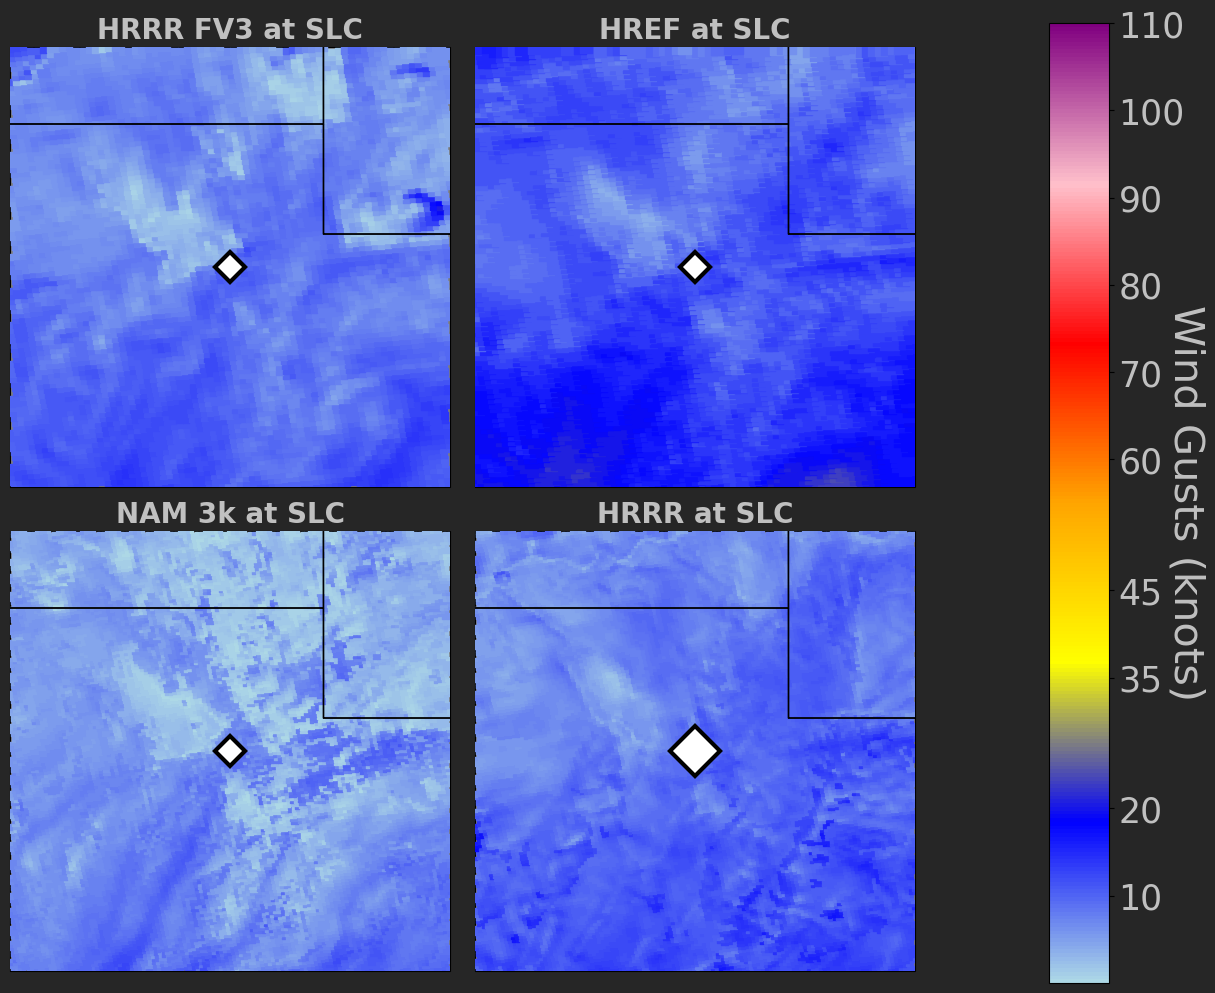 HRRR FV3 at SLC
HREF at SLC
NAM 3k at SLC
HRRR at SLC
110
100
90
80
70
60
45
35
20
10
Wind Gusts (knots)